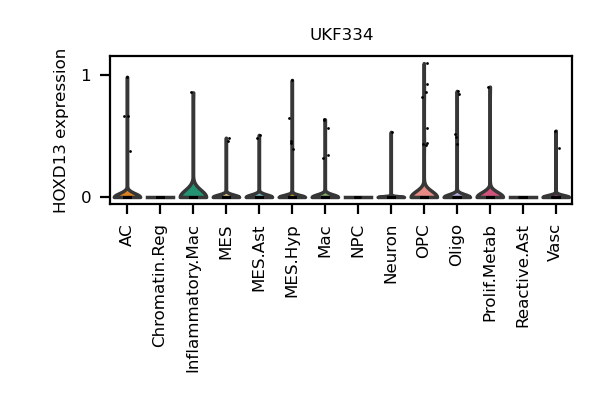 UKF334
HOXD13 expression
1
0
AC
Chromatin.Reg
Inflammatory.Mac
MES
MES.Ast
MES.Hyp
Mac
NPC
Neuron
OPC
Oligo
Prolif.Metab
Reactive.Ast
Vasc